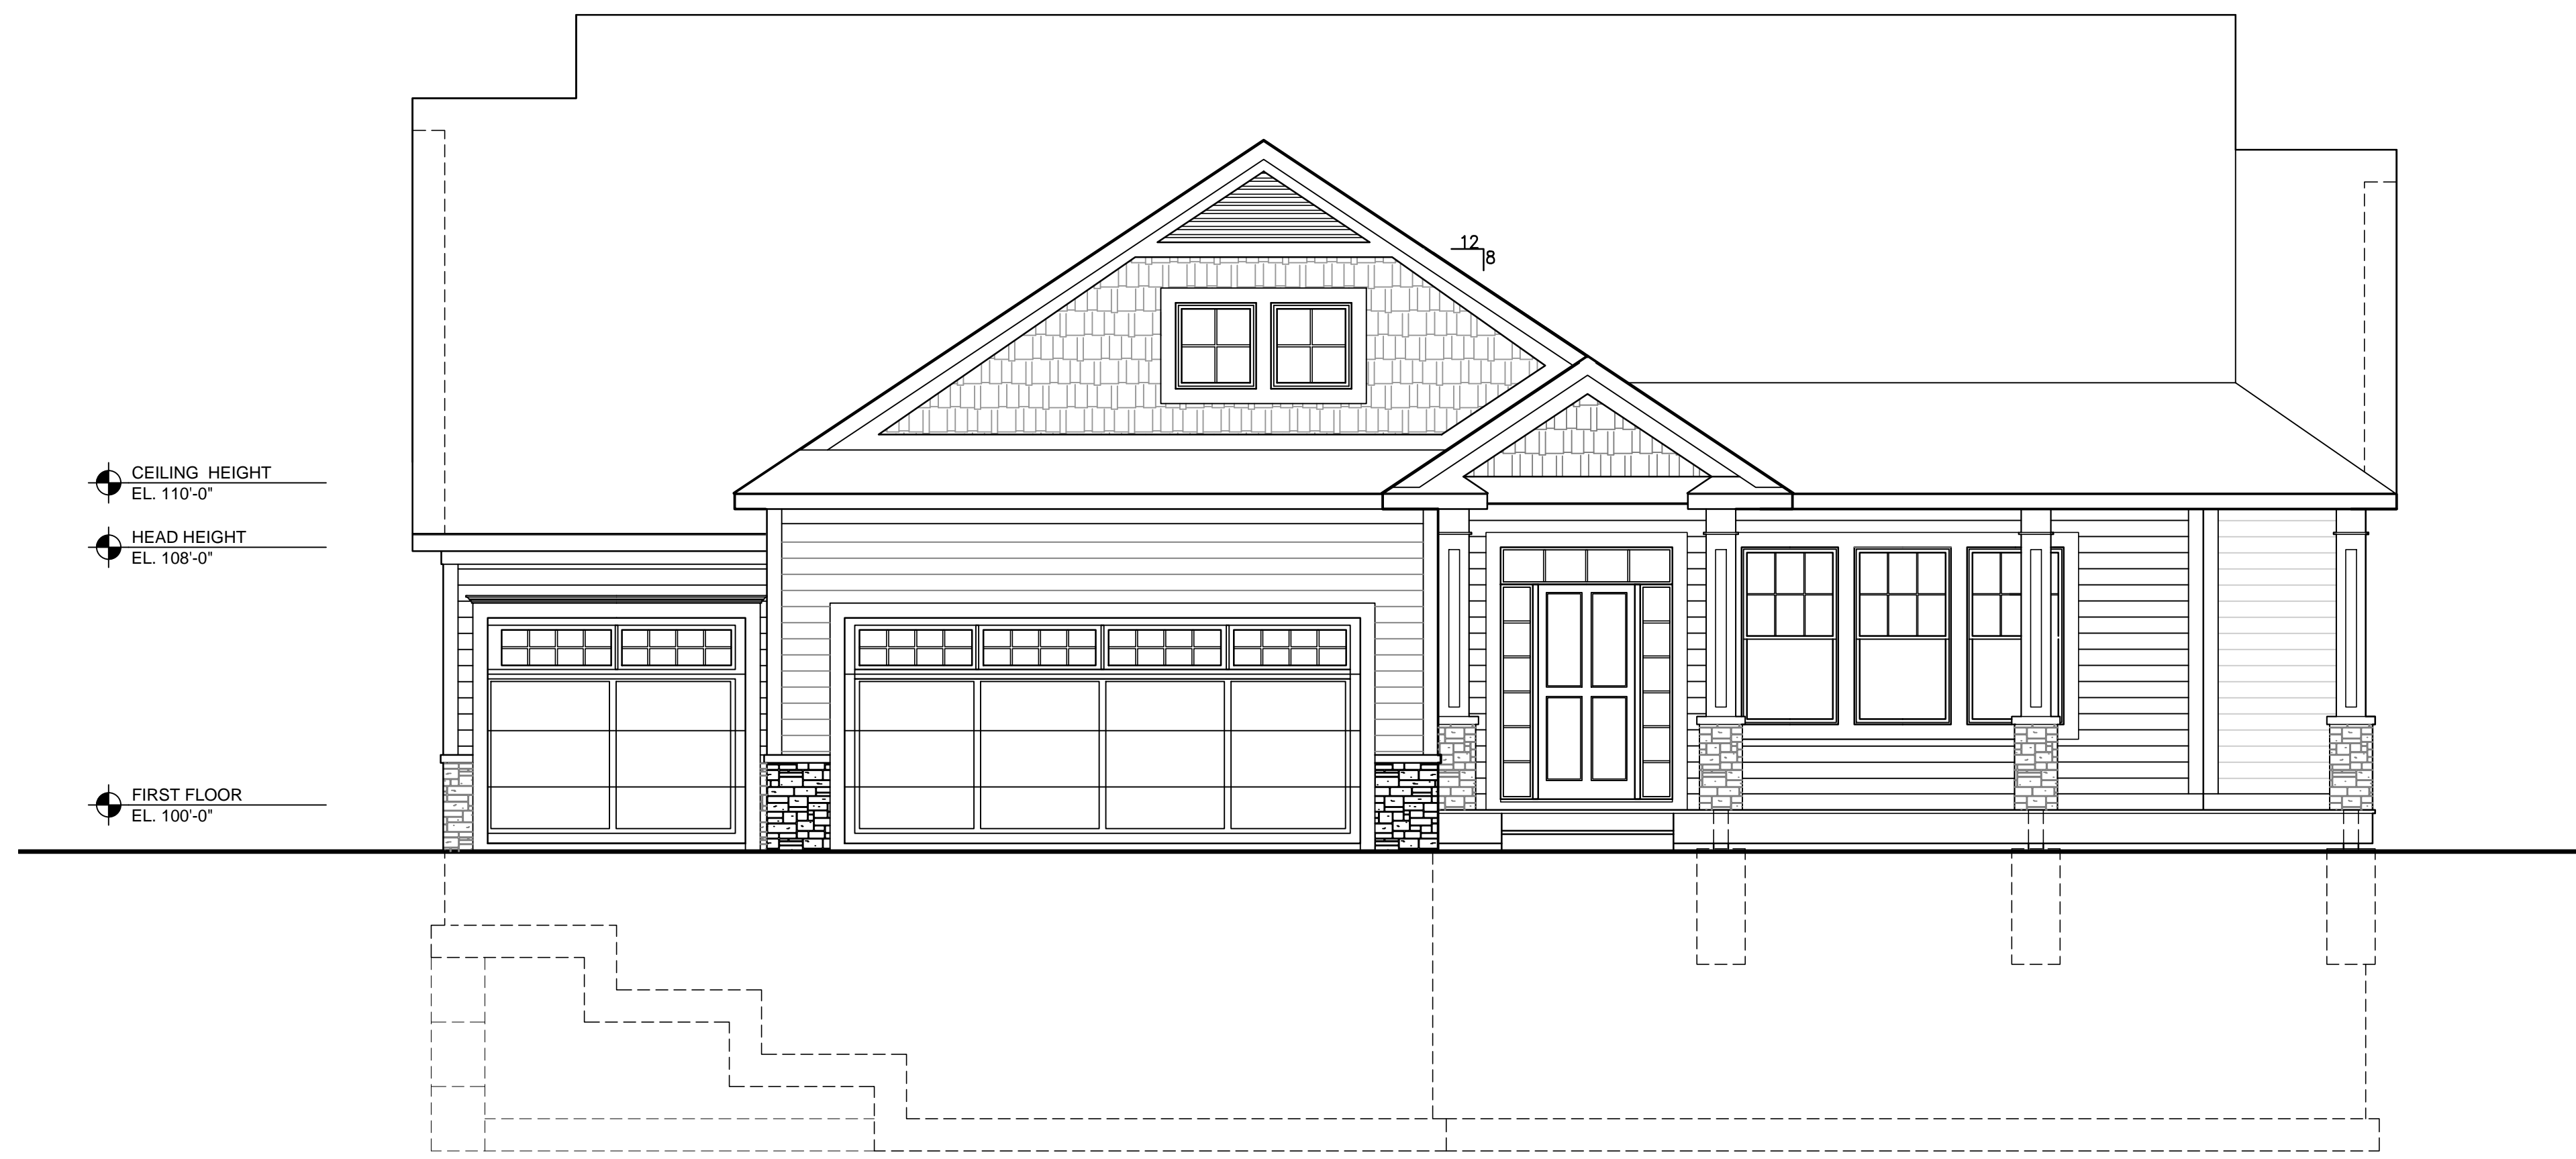 12
8
CEILING HEIGHT
EL. 110'-0"
HEAD HEIGHT
EL. 108'-0"
FIRST FLOOR
EL. 100'-0"